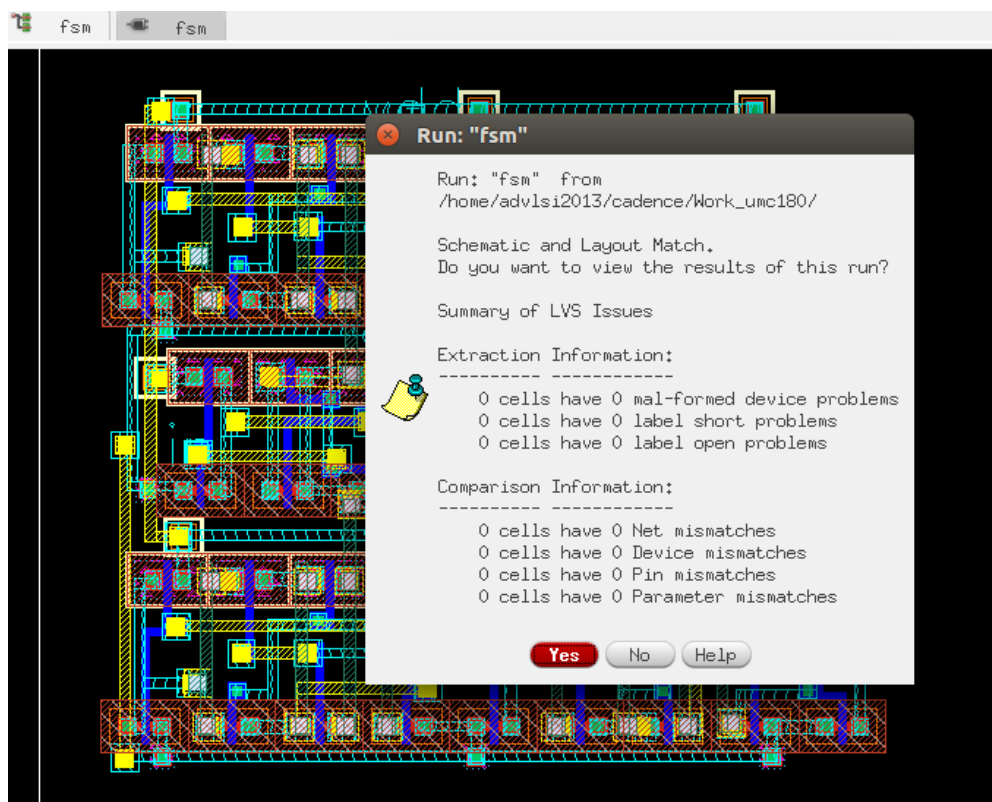 fsm fsm
Run: "fsm"
Run: "fsm" from
/home/advlsi2013/cadence/Work_umc180/
Schematic and Layout Match.
Do you want to view the results of this run?
Summary of LVS Issues
Extraction Information:
---------- ------------
0 cells have 0 mal-formed device problems
0 cells have 0 label short problems
0 cells have 0 label open problems
Comparison Information:
---------- ------------
0 cells have 0 Net mismatches
0 cells have 0 Device mismatches
0 cells have 0 Pin mismatches
0 cells have 0 Parameter mismatches
Yes No Help